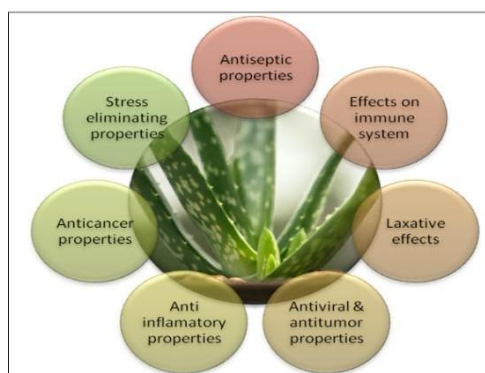 Antiseptic
properties
Effects on
immune
system
Laxative
effects
Antiviral &
antitumor
properties
Anti
inflamatory
properties
Anticancer
properties
Stress
eliminating
properties